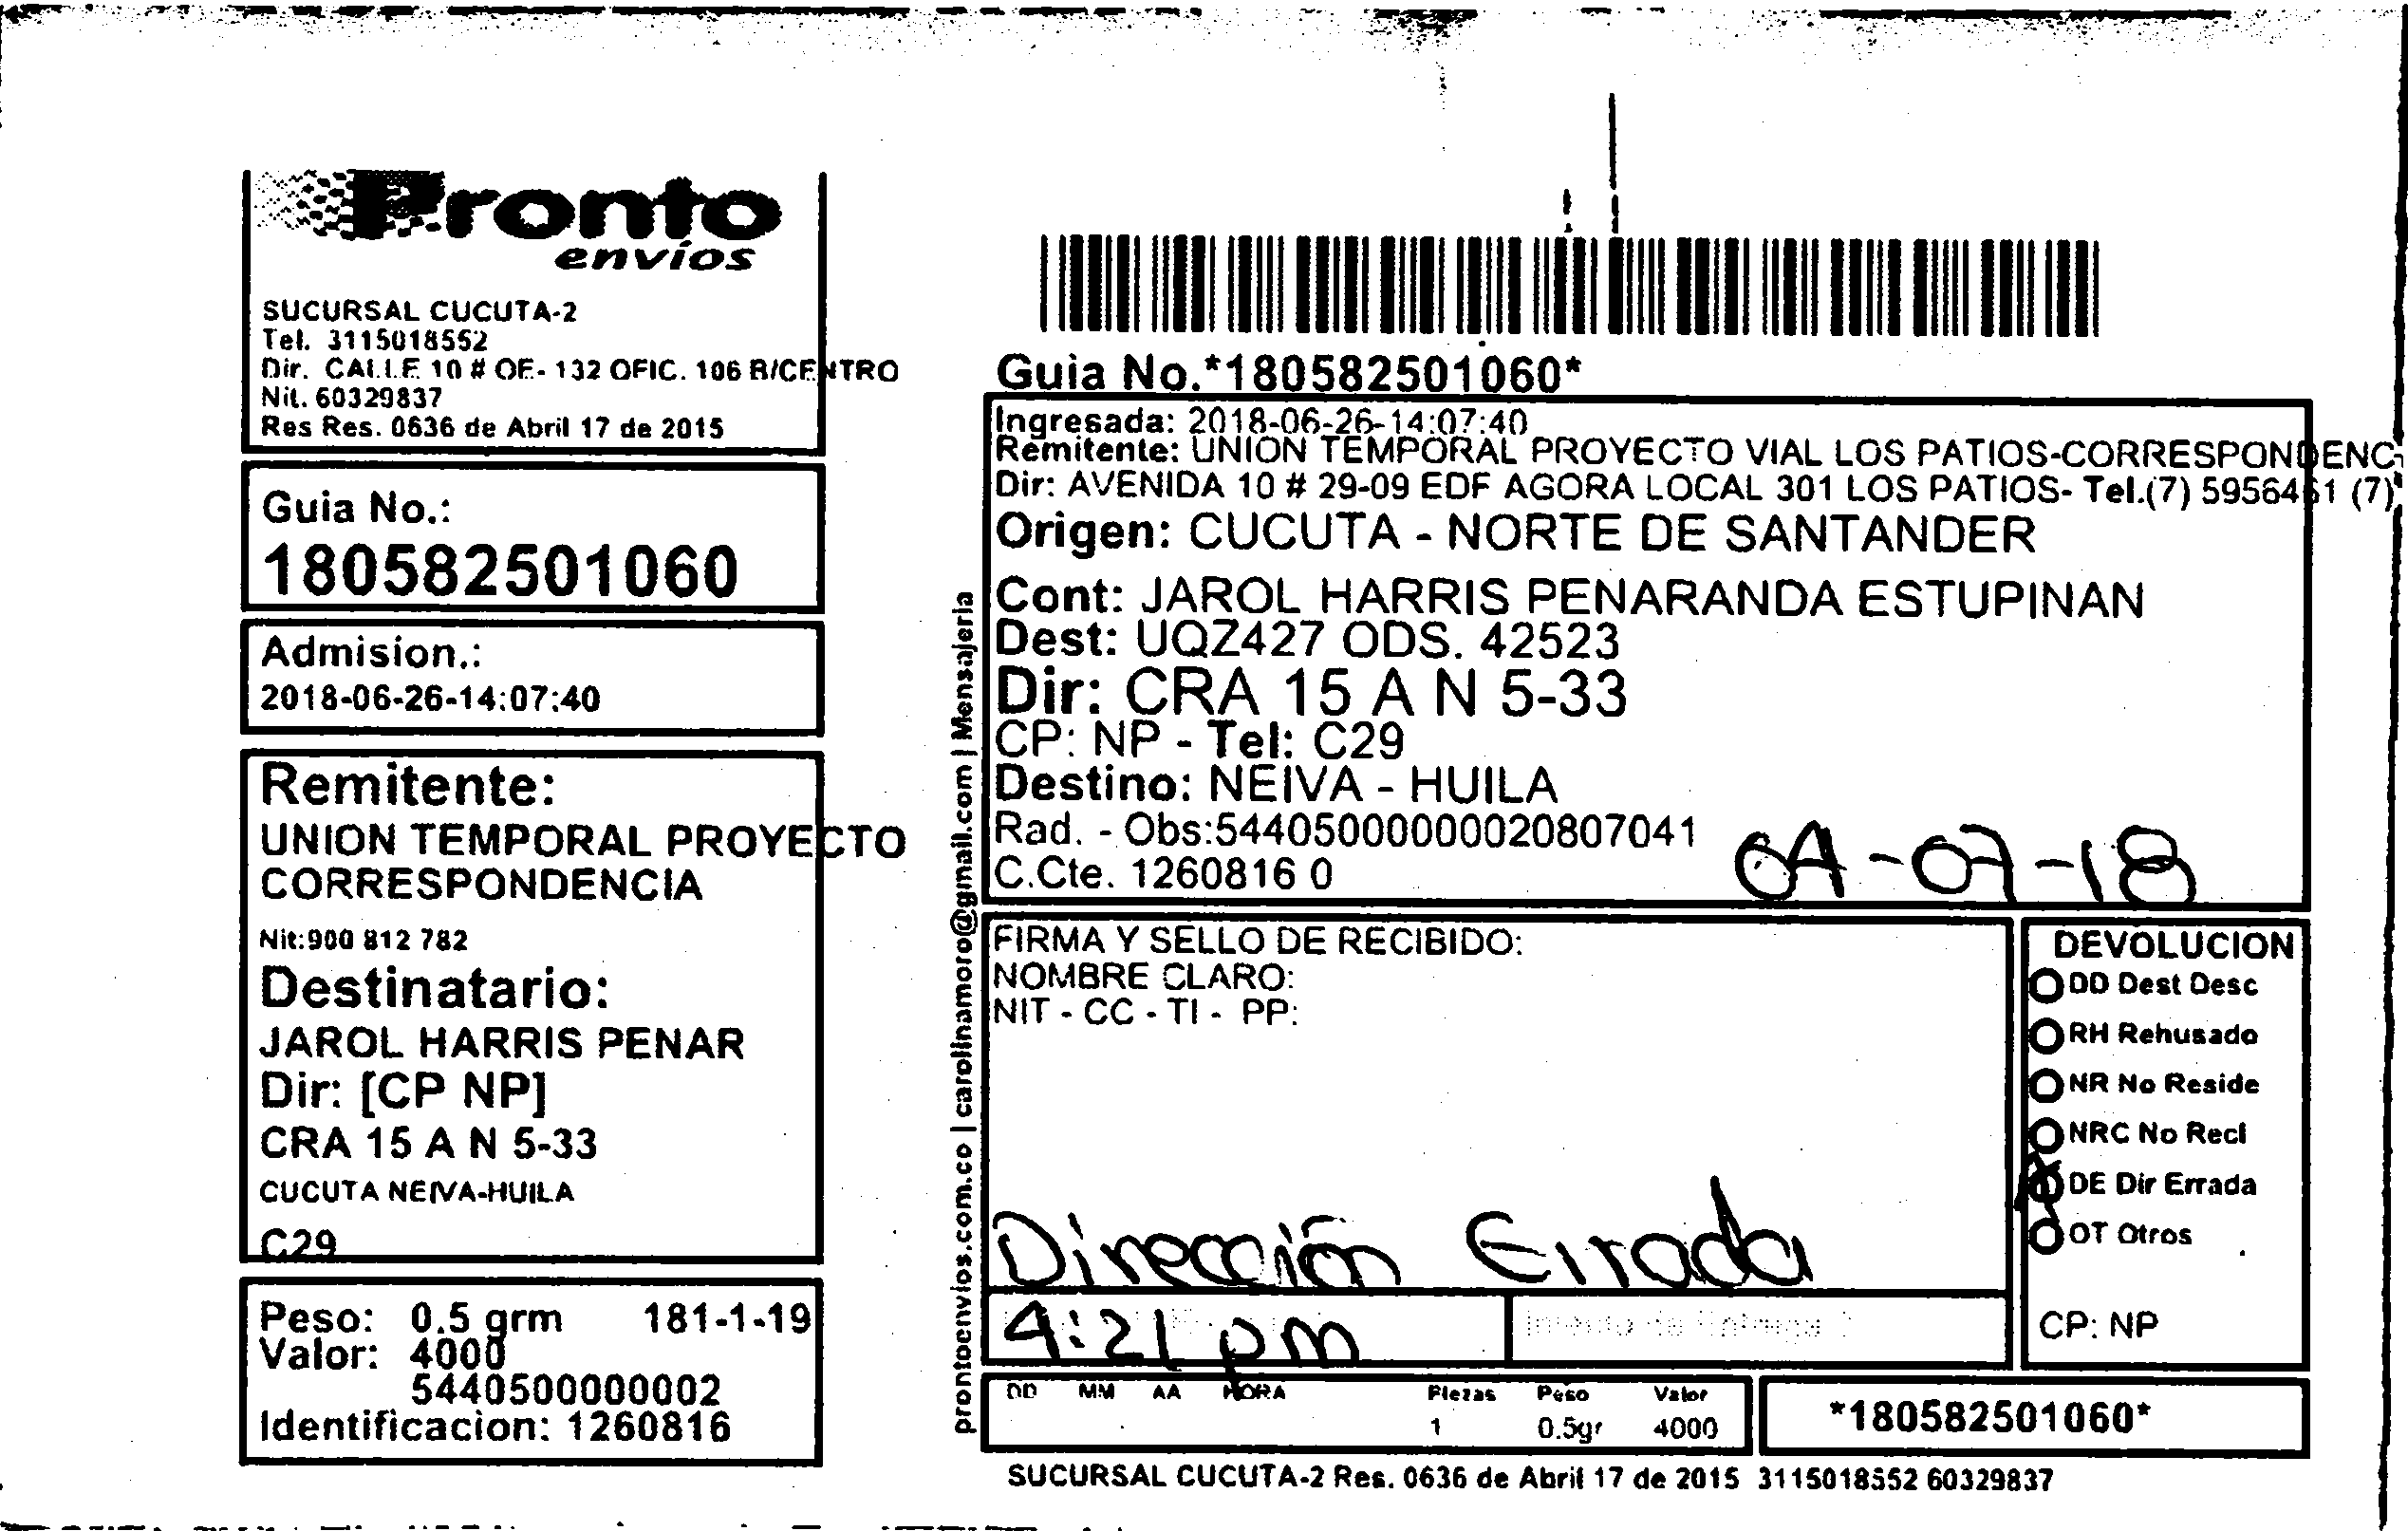 Pronto
envíos
SUCURSAL CUCUTA-2
Tel. 3115018552
Dir. CALLE 10 # OE- 132 OFIC. 106 B/CENTRO
Nit. 60329837
Res Res. 0636 de Abril 17 de 2015
Guia No.:
180582501060
Admision.:
2018-06-26-14:07:40
Remitente:
UNION TEMPORAL PROYECTO
CORRESPONDENCIA
Nit:900 812 782
Destinatario:
JAROL HARRIS PENAR
Dir: [CP NP]
CRA 15 A N 5-33
CUCUTA NEIVA-HUILA
C29
Peso: 0.5 grm 181-1-19
Valor: 4000
5440500000002
Identificacion: 1260816
prontoenvios.com.co | carolinamoro@gmail.com | Mensajeria
Guia No.*180582501060*
Ingresada: 2018-06-26-14:07:40
Remitente: UNION TEMPORAL PROYECTO VIAL LOS PATIOS-CORRESPONDENC
Dir: AVENIDA 10 # 29-09 EDF AGORA LOCAL 301 LOS PATIOS- Tel.(7) 5956461 (7)
Origen: CUCUTA - NORTE DE SANTANDER
Cont: JAROL HARRIS PENARANDA ESTUPINAN
Dest: UQZ427 ODS. 42523
Dir: CRA 15 A N 5-33
CP: NP - Tel: C29
Destino: NEIVA - HUILA
Rad. - Obs:544050000000020807041
C.Cte. 1260816 0
04-07-18
FIRMA Y SELLO DE RECIBIDO:
NOMBRE CLARO:
NIT - CC - TI - PP:
Dirección Errada
4:21 pm
Intento de Entrega 2
DEVOLUCION
DD Dest Desc
RH Rehusado
NR No Reside
NRC No Recl
DE Dir Errada
OT Otros
CP: NP
DD MM AA HORA Piezas Peso Valor
1 0.5gr 4000
*180582501060*
SUCURSAL CUCUTA-2 Res. 0636 de Abril 17 de 2015 3115018552 60329837